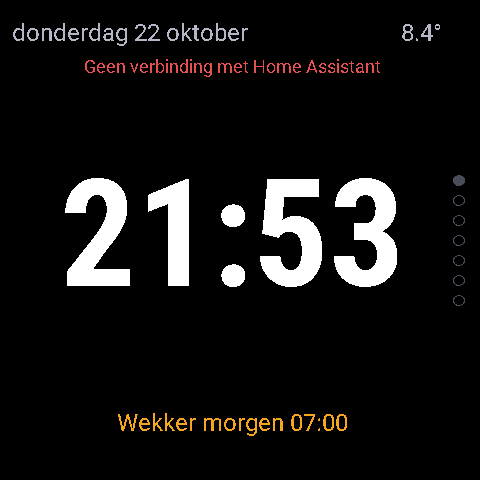 donderdag 22 oktober 8.4°
Geen verbinding met Home Assistant
21:53
Wekker morgen 07:00